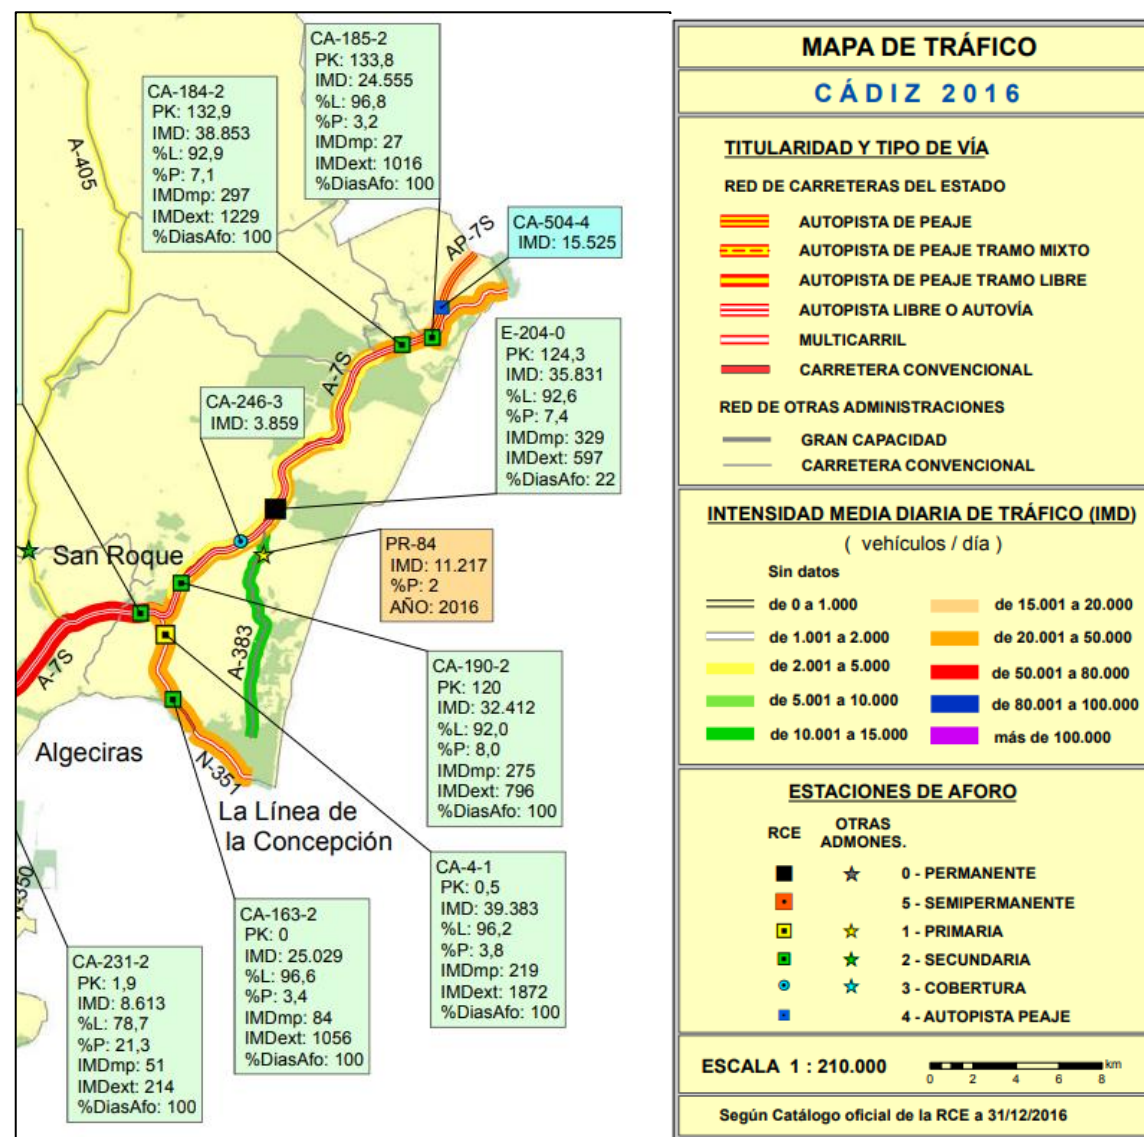 CA-185-2
PK: 133,8
IMD: 24.555
%L: 96,8
%P: 3,2
IMDmp: 27
IMDext: 1016
%DiasAfo: 100
CA-184-2
PK: 132,9
IMD: 38.853
%L: 92,9
%P: 7,1
IMDmp: 297
IMDext: 1229
%DiasAfo: 100
A-405
CA-504-4
IMD: 15.525
AP-7S
E-204-0
PK: 124,3
IMD: 35.831
%L: 92,6
%P: 7,4
IMDmp: 329
IMDext: 597
%DiasAfo: 22
A-7S
CA-246-3
IMD: 3.859
San Roque
PR-84
IMD: 11.217
%P: 2
AÑO: 2016
A-383
A-7S
CA-190-2
PK: 120
IMD: 32.412
%L: 92,0
%P: 8,0
IMDmp: 275
IMDext: 796
%DiasAfo: 100
Algeciras
N-351
La Línea de
la Concepción
N-350
CA-4-1
PK: 0,5
IMD: 39.383
%L: 96,2
%P: 3,8
IMDmp: 219
IMDext: 1872
%DiasAfo: 100
CA-163-2
PK: 0
IMD: 25.029
%L: 96,6
%P: 3,4
IMDmp: 84
IMDext: 1056
%DiasAfo: 100
CA-231-2
PK: 1,9
IMD: 8.613
%L: 78,7
%P: 21,3
IMDmp: 51
IMDext: 214
%DiasAfo: 100
MAPA DE TRÁFICO
CÁDIZ 2016
TITULARIDAD Y TIPO DE VÍA
RED DE CARRETERAS DEL ESTADO
AUTOPISTA DE PEAJE
AUTOPISTA DE PEAJE TRAMO MIXTO
AUTOPISTA DE PEAJE TRAMO LIBRE
AUTOPISTA LIBRE O AUTOVÍA
MULTICARRIL
CARRETERA CONVENCIONAL
RED DE OTRAS ADMINISTRACIONES
GRAN CAPACIDAD
CARRETERA CONVENCIONAL
INTENSIDAD MEDIA DIARIA DE TRÁFICO (IMD)
( vehículos / día )
Sin datos
de 0 a 1.000
de 15.001 a 20.000
de 1.001 a 2.000
de 20.001 a 50.000
de 2.001 a 5.000
de 50.001 a 80.000
de 5.001 a 10.000
de 80.001 a 100.000
de 10.001 a 15.000
más de 100.000
ESTACIONES DE AFORO
RCE
OTRAS
ADMONES.
0 - PERMANENTE
5 - SEMIPERMANENTE
1 - PRIMARIA
2 - SECUNDARIA
3 - COBERTURA
4 - AUTOPISTA PEAJE
ESCALA 1 : 210.000
km
0 2 4 6 8
Según Catálogo oficial de la RCE a 31/12/2016